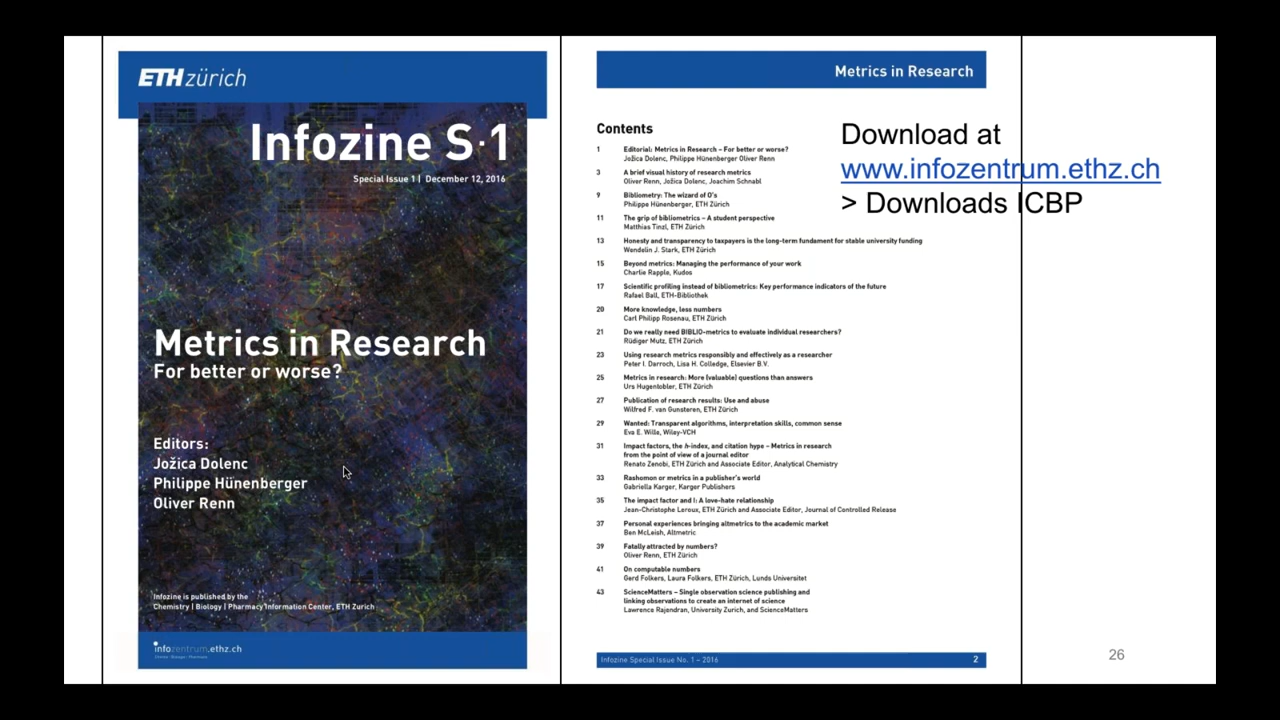 ETH zürich
Infozine S·1
Special Issue 1 | December 12, 2016
Metrics in Research
For better or worse?
Editors:
Jožica Dolenc
Philippe Hünenberger
Oliver Renn
Infozine is published by the
Chemistry | Biology | Pharmacy Information Center, ETH Zurich
infozentrum.ethz.ch
Metrics in Research
Contents
1 Editorial: Metrics in Research – For better or worse?
Jožica Dolenc, Philippe Hünenberger Oliver Renn
3 A brief visual history of research metrics
Oliver Renn, Jožica Dolenc, Joachim Schnabl
9 Bibliometry: The wizard of O's
Philippe Hünenberger, ETH Zürich
11 The grip of bibliometrics – A student perspective
Matthias Tinzl, ETH Zürich
13 Honesty and transparency to taxpayers is the long-term fundament for stable university funding
Wendelin J. Stark, ETH Zürich
15 Beyond metrics: Managing the performance of your work
Charlie Rapple, Kudos
17 Scientific profiling instead of bibliometrics: Key performance indicators of the future
Rafael Ball, ETH-Bibliothek
20 More knowledge, less numbers
Carl Philipp Rosenau, ETH Zürich
21 Do we really need BIBLIO-metrics to evaluate individual researchers?
Rüdiger Mutz, ETH Zürich
23 Using research metrics responsibly and effectively as a researcher
Peter I. Darroch, Lisa H. Colledge, Elsevier B.V.
25 Metrics in research: More (valuable) questions than answers
Urs Hugentobler, ETH Zürich
27 Publication of research results: Use and abuse
Wilfred F. van Gunsteren, ETH Zürich
29 Wanted: Transparent algorithms, interpretation skills, common sense
Eva E. Wille, Wiley-VCH
31 Impact factors, the h-index, and citation hype – Metrics in research
from the point of view of a journal editor
Renato Zenobi, ETH Zürich and Associate Editor, Analytical Chemistry
33 Rashomon or metrics in a publisher's world
Gabriella Karger, Karger Publishers
35 The impact factor and I: A love-hate relationship
Jean-Christophe Leroux, ETH Zürich and Associate Editor, Journal of Controlled Release
37 Personal experiences bringing altmetrics to the academic market
Ben McLeish, Altmetric
39 Fatally attracted by numbers?
Oliver Renn, ETH Zürich
41 On computable numbers
Gerd Folkers, Laura Folkers, ETH Zürich, Lunds Universitet
43 ScienceMatters – Single observation science publishing and
linking observations to create an internet of science
Lawrence Rajendran, University Zurich, and ScienceMatters
Infozine Special Issue No. 1 – 2016 2
Download at
www.infozentrum.ethz.ch
> Downloads ICBP
26